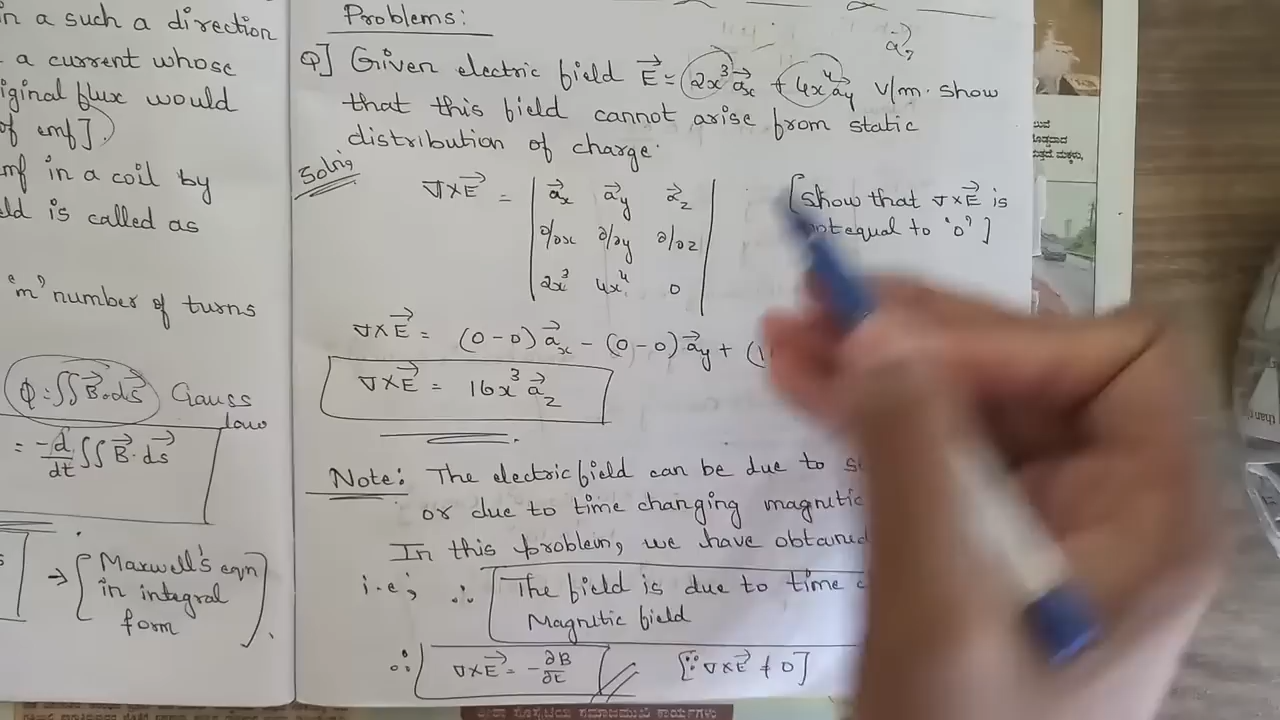 in a such a direction
a current whose
iginal flux would
of emf].
mf in a coil by
eld is called as
"m" number of turns
Φ = ∬ B⃗ . ds⃗ Gauss
law
= -d/dt ∬ B⃗ . ds⃗
→ [Maxwell's eqn
in integral
form].
Problems:
Q] Given electric field E⃗ = 2x³ a⃗x + 4x⁴ a⃗y V/m. show
that this field cannot arise from static
distribution of charge.
Soln;
∇×E⃗ = | a⃗x a⃗y a⃗z |
| ∂/∂x ∂/∂y ∂/∂z |
| 2x³ 4x⁴ 0 |
[show that ∇×E⃗ is
not equal to '0']
∇×E⃗ = (0-0) a⃗x - (0-0) a⃗y + (1
∇×E⃗ = 16x³ a⃗z
Note: The electric field can be due to
or due to time changing magnetic
In this problem, we have obtained
i.e; ∴ The field is due to time
Magnetic field
∴ ∇×E⃗ = -∂B/∂t [∵ ∇×E⃗ ≠ 0]